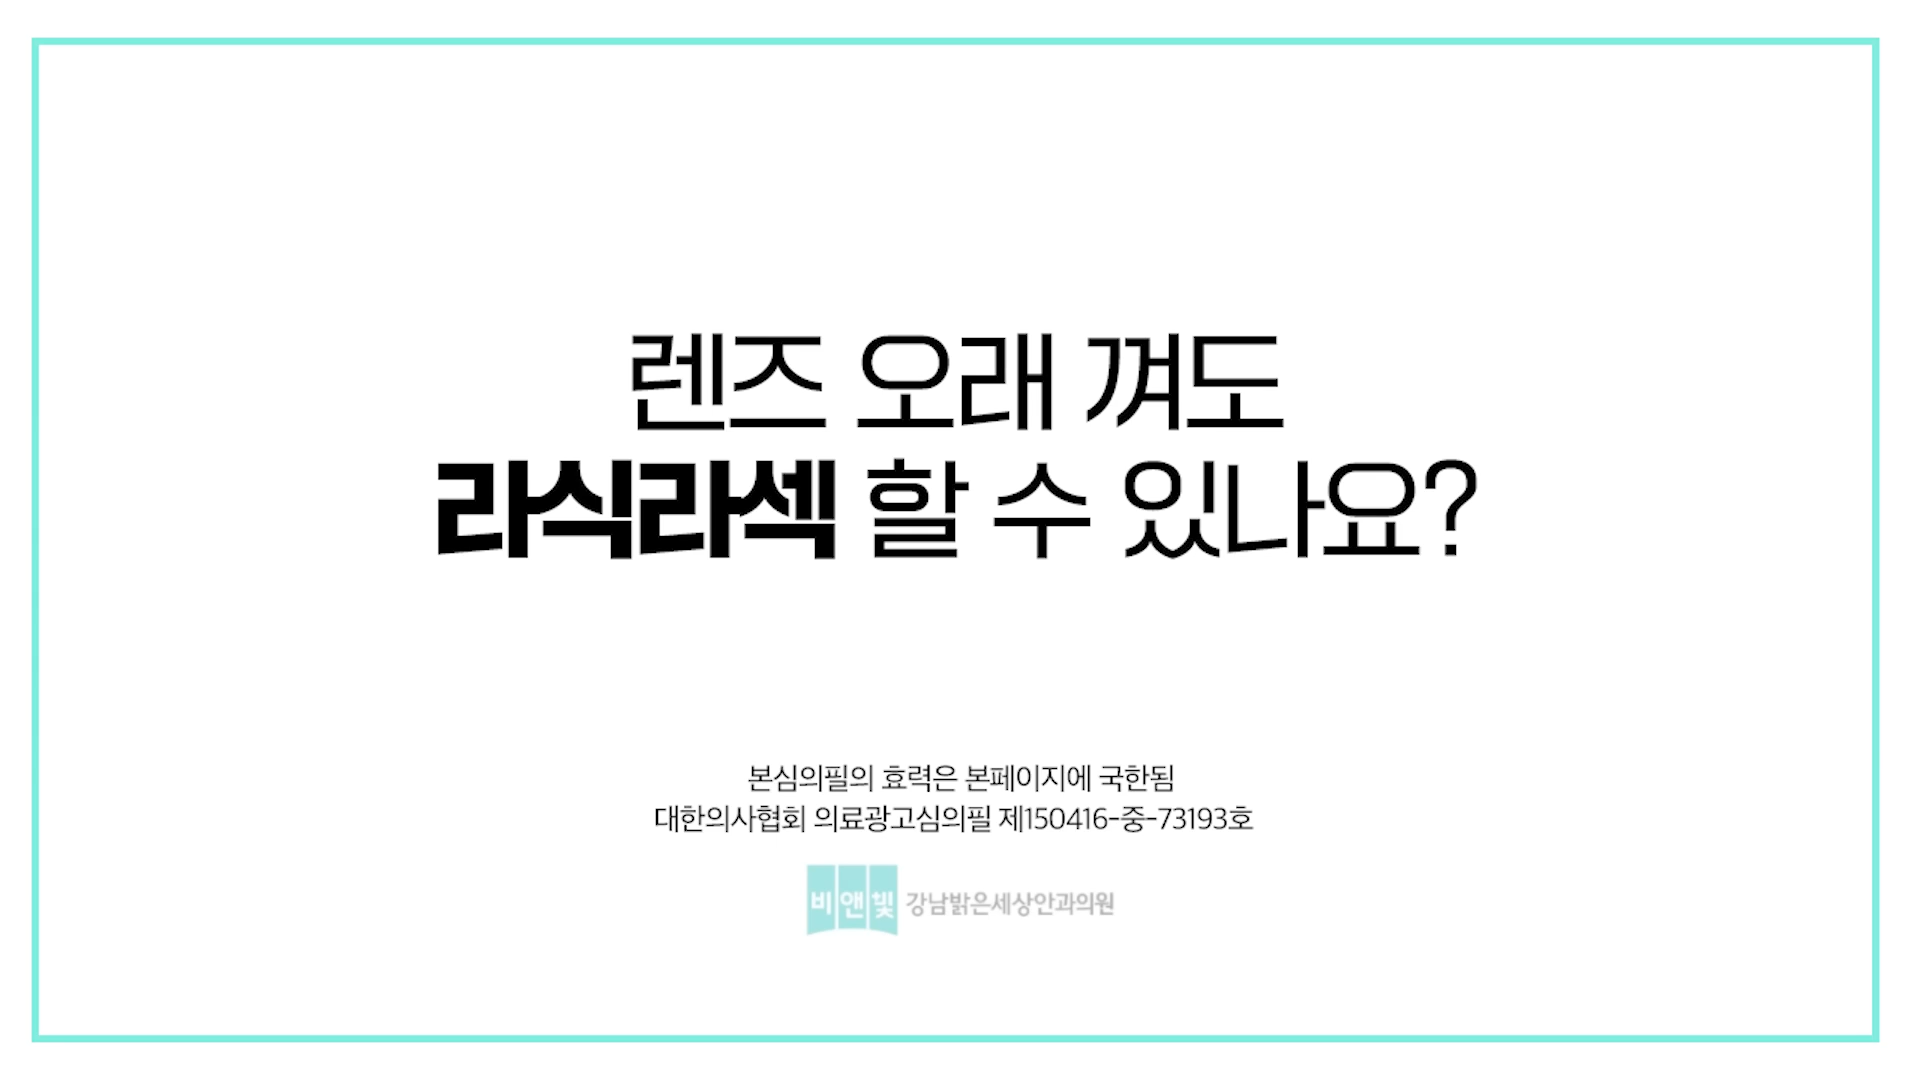 렌즈 오래 껴도
라식라섹 할 수 있나요?
본심의필의 효력은 본페이지에 국한됨
대한의사협회 의료광고심의필 제150416-중-73193호
비앤빛 강남밝은세상안과의원